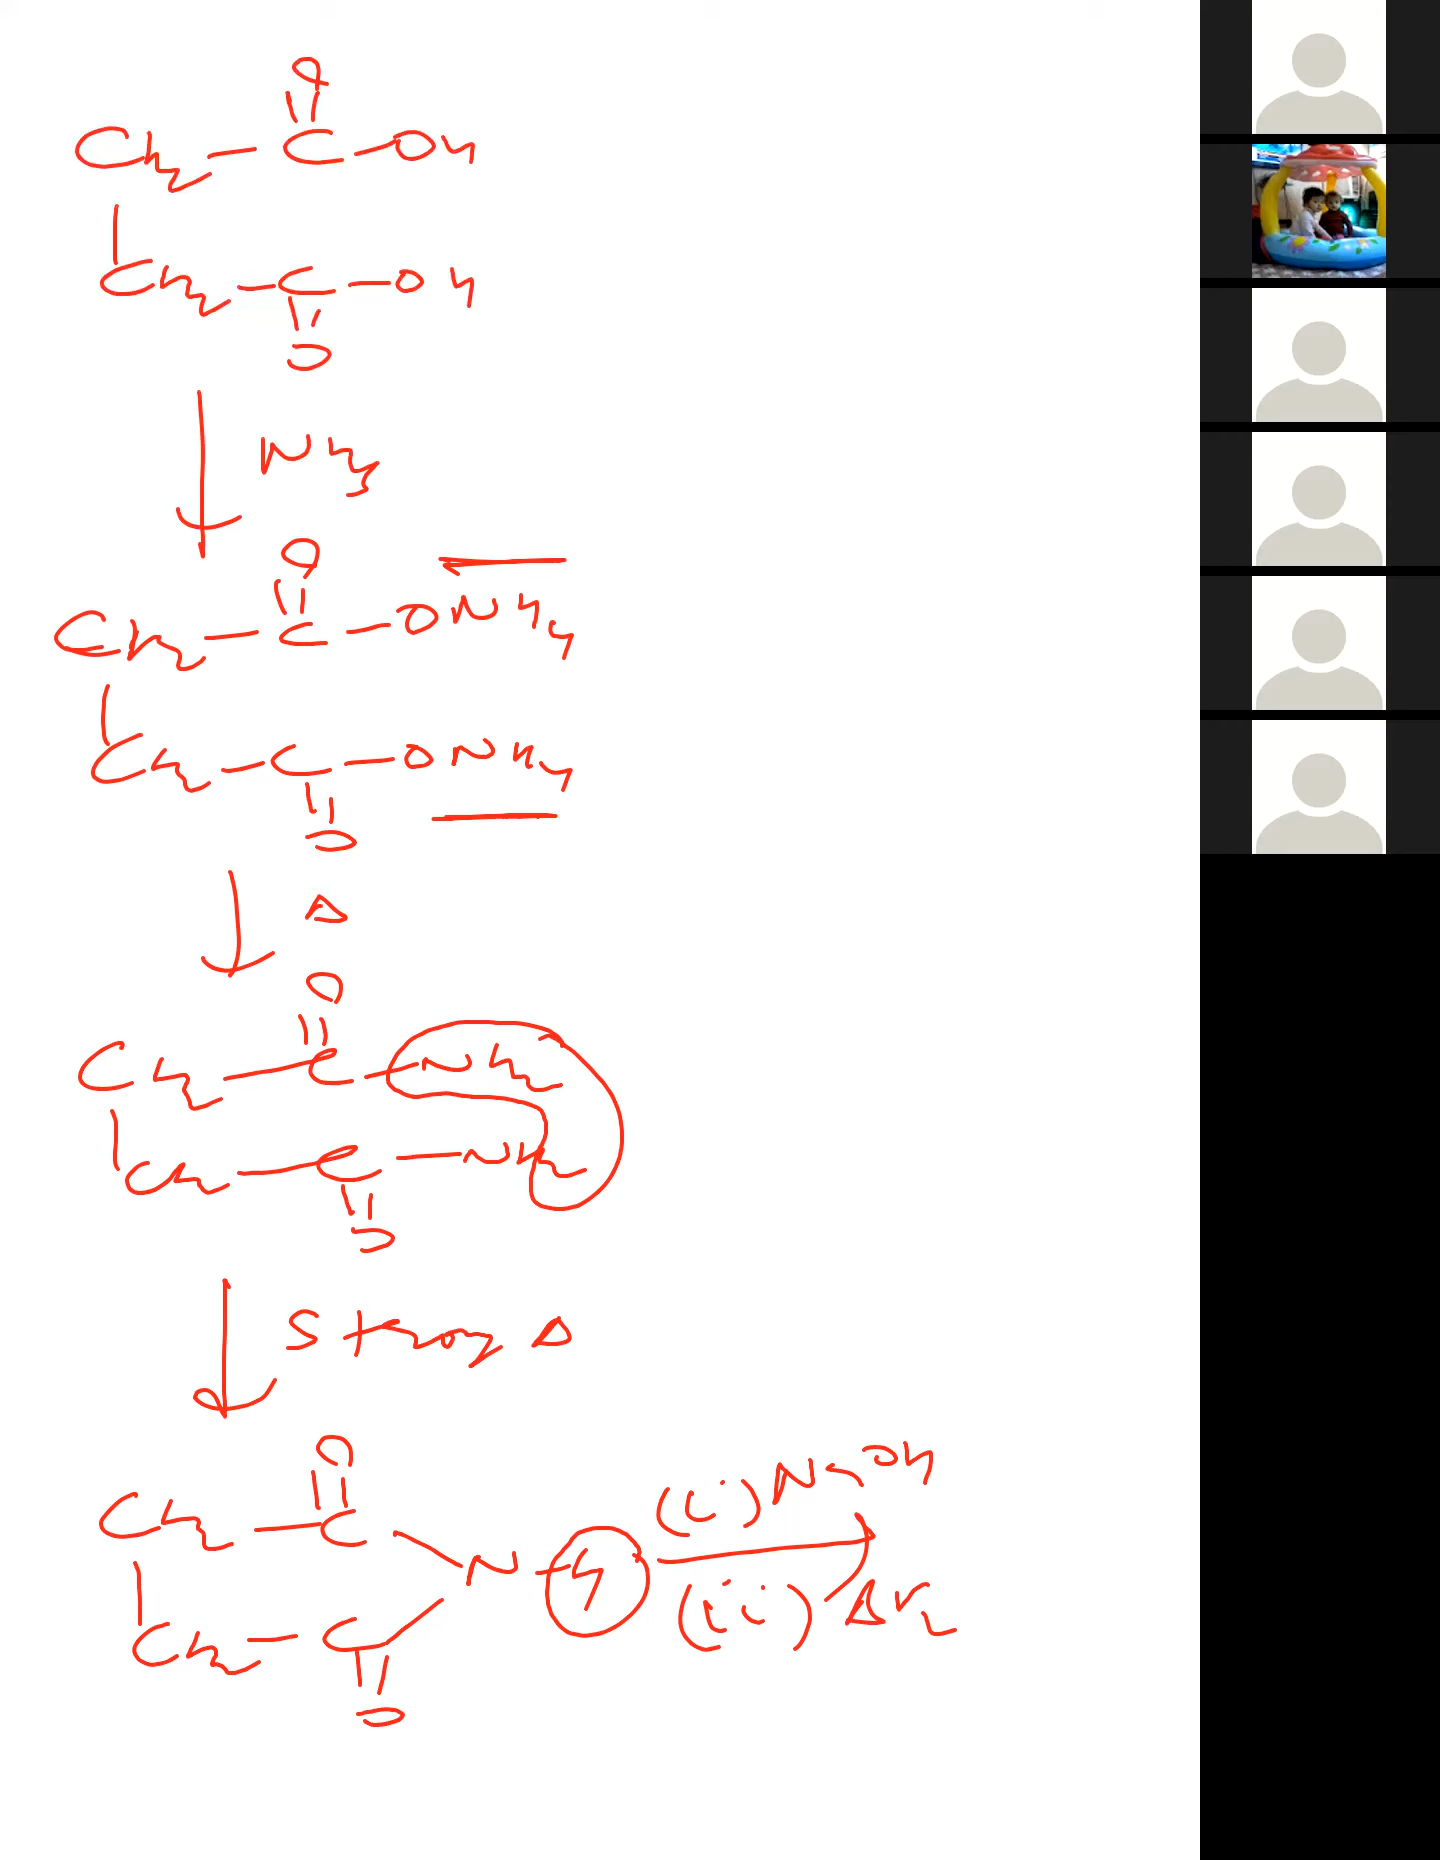 O
CH₂ — C — OH
CH₂ — C — OH
O
NH₃
O
CH₂ — C — ONH₄
CH₂ — C — ONH₄
O
Δ
O
CH₂ — C — NH₂
CH₂ — C — NH₂
O
Strong Δ
O
(i) NaOH
CH₂ — C
N — H
(ii) Br₂
CH₂ — C
O